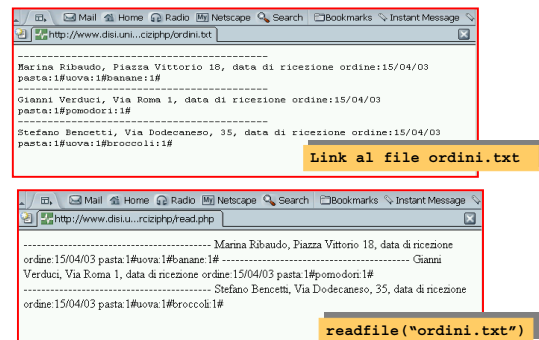 Mail Home Radio My Netscape Search Bookmarks Instant Message
http://www.disi.uni...ciziphp/ordini.txt
----------------------------------------
Marina Ribaudo, Piazza Vittorio 18, data di ricezione ordine:15/04/03
pasta:1#uova:1#banane:1#
----------------------------------------
Gianni Verduci, Via Roma 1, data di ricezione ordine:15/04/03
pasta:1#pomodori:1#
----------------------------------------
Stefano Bencetti, Via Dodecaneso, 35, data di ricezione ordine:15/04/03
pasta:1#uova:1#broccoli:1#
Link al file ordini.txt
Mail Home Radio My Netscape Search Bookmarks Instant Message
http://www.disi.u...rciziphp/read.php
---------------------------------------- Marina Ribaudo, Piazza Vittorio 18, data di ricezione
ordine:15/04/03 pasta:1#uova:1#banane:1# ---------------------------------------- Gianni
Verduci, Via Roma 1, data di ricezione ordine:15/04/03 pasta:1#pomodori:1#
---------------------------------------- Stefano Bencetti, Via Dodecaneso, 35, data di ricezione
ordine:15/04/03 pasta:1#uova:1#broccoli:1#
readfile(“ordini.txt”)